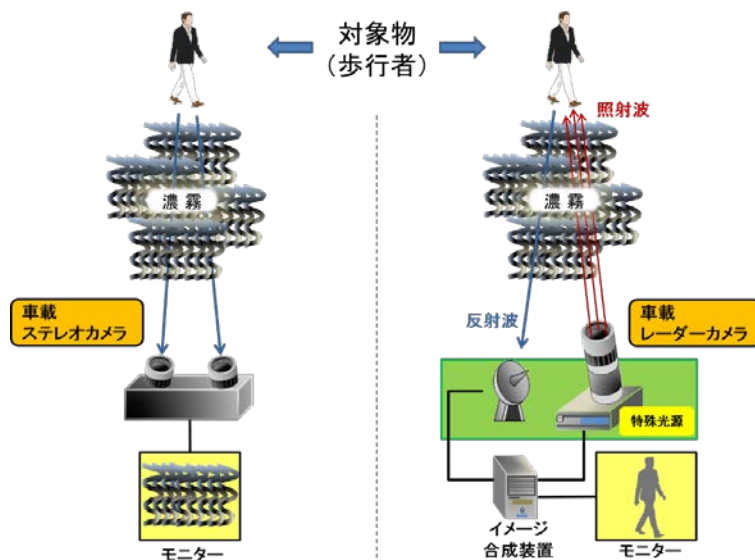 対象物
（歩行者）
照射波
濃霧
濃霧
車載
ステレオカメラ
反射波
車載
レーダーカメラ
特殊光源
モニター
イメージ
合成装置
モニター